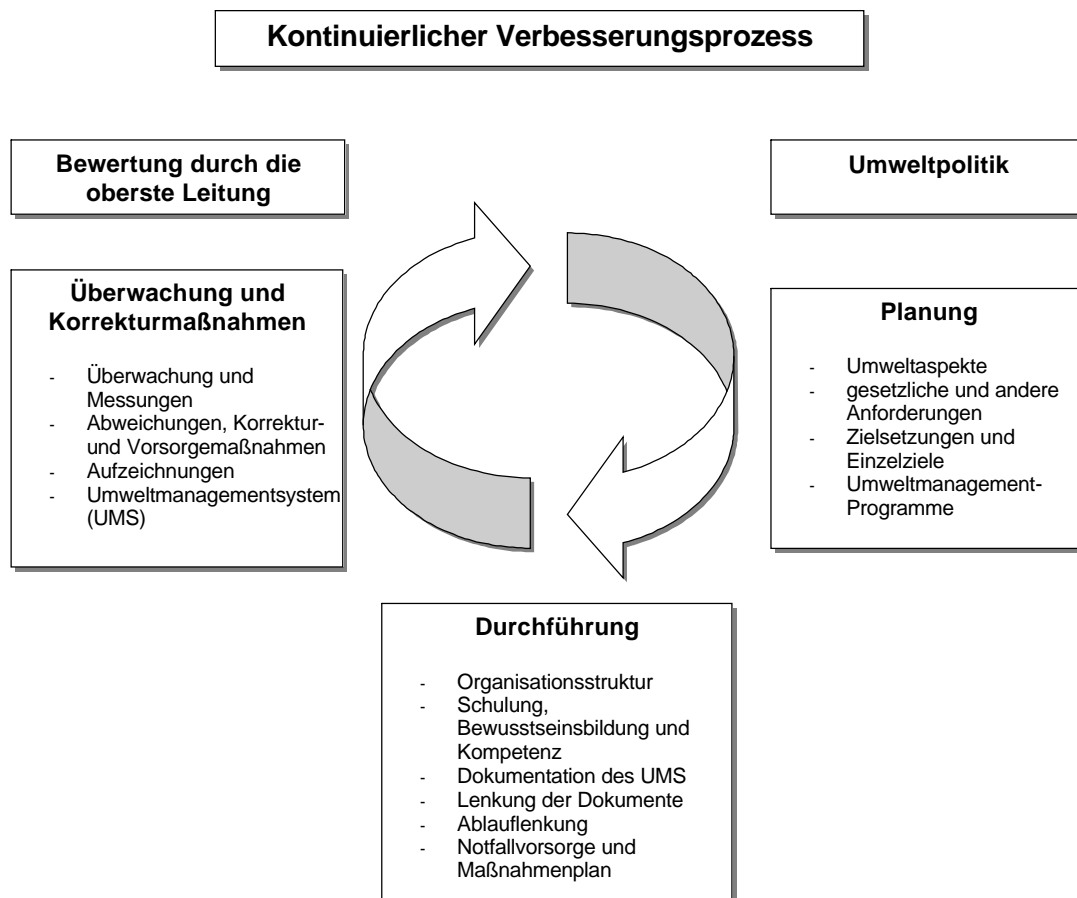 Kontinuierlicher Verbesserungsprozess
Bewertung durch die
oberste Leitung
Umweltpolitik
Überwachung und
Korrekturmaßnahmen
- Überwachung und
Messungen
- Abweichungen, Korrektur-
und Vorsorgemaßnahmen
- Aufzeichnungen
- Umweltmanagementsystem
(UMS)
Planung
- Umweltaspekte
- gesetzliche und andere
Anforderungen
- Zielsetzungen und
Einzelziele
- Umweltmanagement-
Programme
Durchführung
- Organisationsstruktur
- Schulung,
Bewusstseinsbildung und
Kompetenz
- Dokumentation des UMS
- Lenkung der Dokumente
- Ablauflenkung
- Notfallvorsorge und
Maßnahmenplan